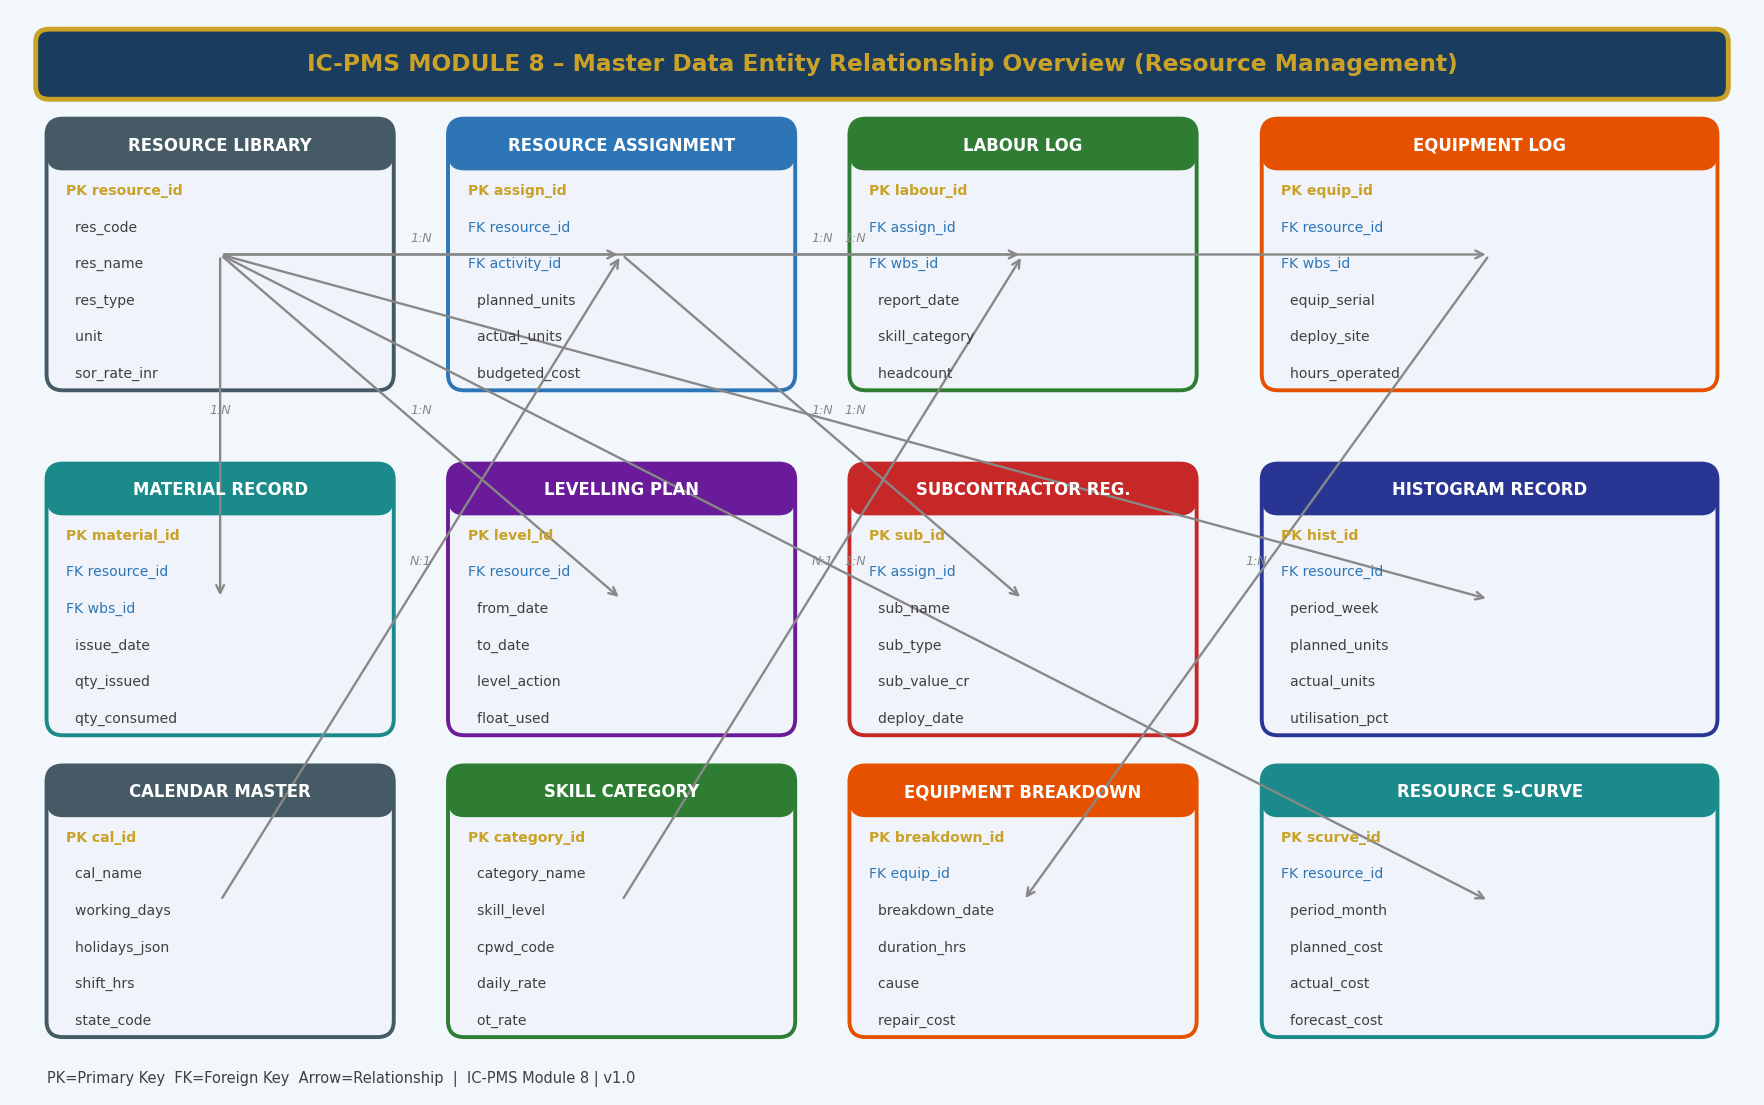 IC-PMS MODULE 8 – Master Data Entity Relationship Overview (Resource Management)
RESOURCE LIBRARY
PK resource_id
res_code
res_name
res_type
unit
sor_rate_inr
RESOURCE ASSIGNMENT
PK assign_id
FK resource_id
FK activity_id
planned_units
actual_units
budgeted_cost
LABOUR LOG
PK labour_id
FK assign_id
FK wbs_id
report_date
skill_category
headcount
EQUIPMENT LOG
PK equip_id
FK resource_id
FK wbs_id
equip_serial
deploy_site
hours_operated
1:N
1:N
1:N
1:N
1:N
1:N
1:N
MATERIAL RECORD
PK material_id
FK resource_id
FK wbs_id
issue_date
qty_issued
qty_consumed
LEVELLING PLAN
PK level_id
FK resource_id
from_date
to_date
level_action
float_used
SUBCONTRACTOR REG.
PK sub_id
FK assign_id
sub_name
sub_type
sub_value_cr
deploy_date
HISTOGRAM RECORD
PK hist_id
FK resource_id
period_week
planned_units
actual_units
utilisation_pct
N:1
N:1
1:N
1:N
CALENDAR MASTER
PK cal_id
cal_name
working_days
holidays_json
shift_hrs
state_code
SKILL CATEGORY
PK category_id
category_name
skill_level
cpwd_code
daily_rate
ot_rate
EQUIPMENT BREAKDOWN
PK breakdown_id
FK equip_id
breakdown_date
duration_hrs
cause
repair_cost
RESOURCE S-CURVE
PK scurve_id
FK resource_id
period_month
planned_cost
actual_cost
forecast_cost
PK=Primary Key  FK=Foreign Key  Arrow=Relationship  |  IC-PMS Module 8 | v1.0